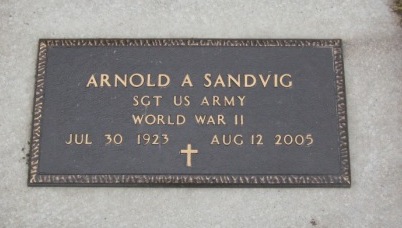 ARNOLD A SANDVIG
SGT US ARMY
WORLD WAR II
JUL 30 1923 AUG 12 2005